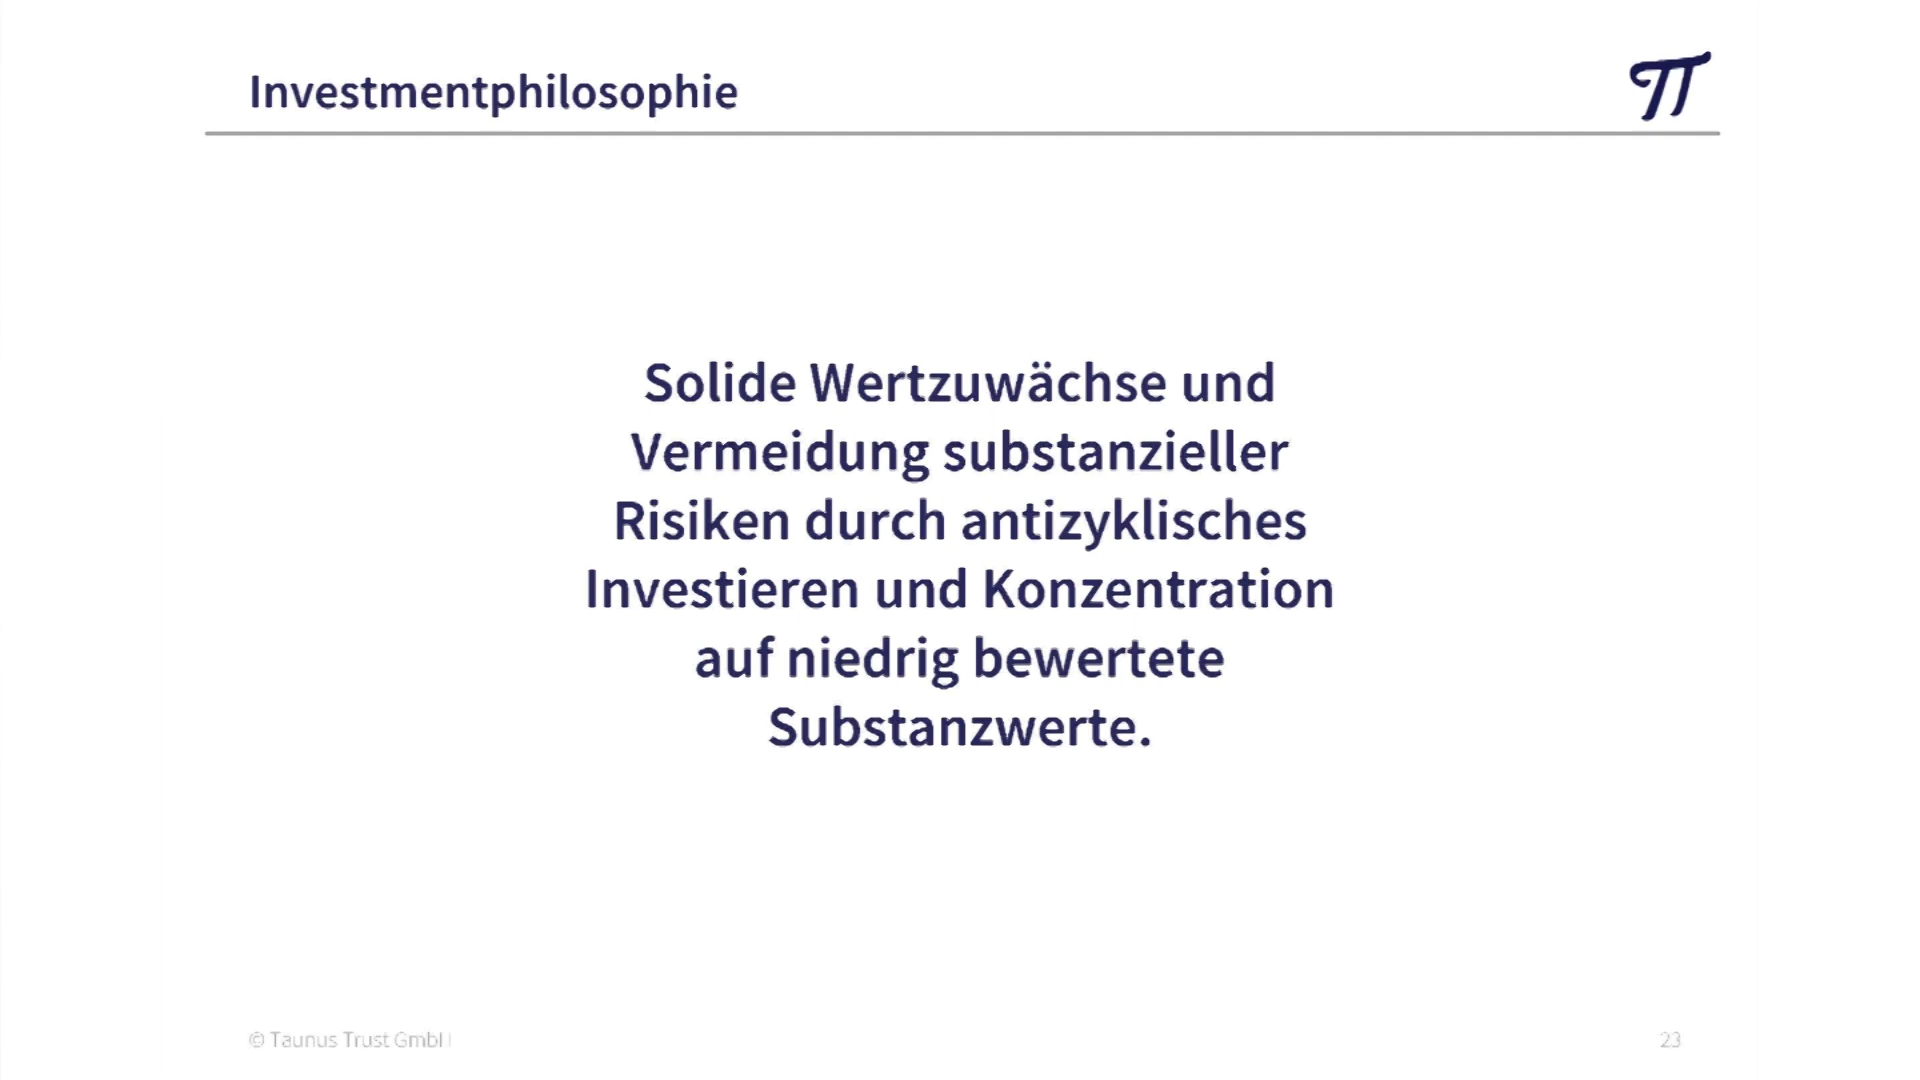 Investmentphilosophie
Solide Wertzuwächse und
Vermeidung substanzieller
Risiken durch antizyklisches
Investieren und Konzentration
auf niedrig bewertete
Substanzwerte.
© Taunus Trust GmbH
23